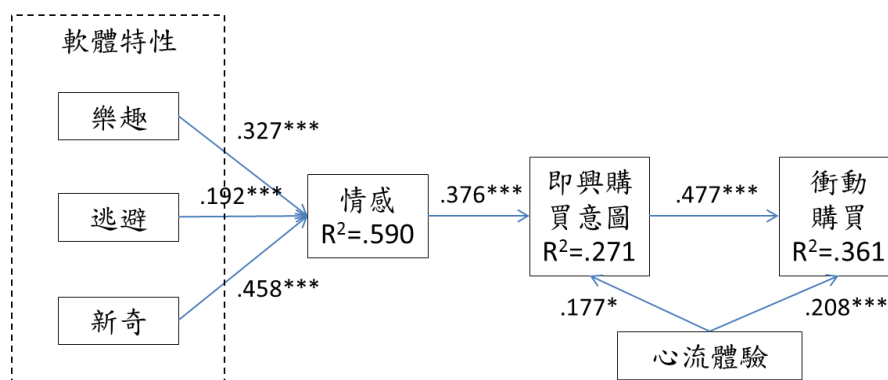 軟體特性
樂趣
.327***
逃避
.192***
新奇
.458***
情感
R²=.590
.376***
即興購
買意圖
R²=.271
.477***
衝動
購買
R²=.361
.177*
.208***
心流體驗